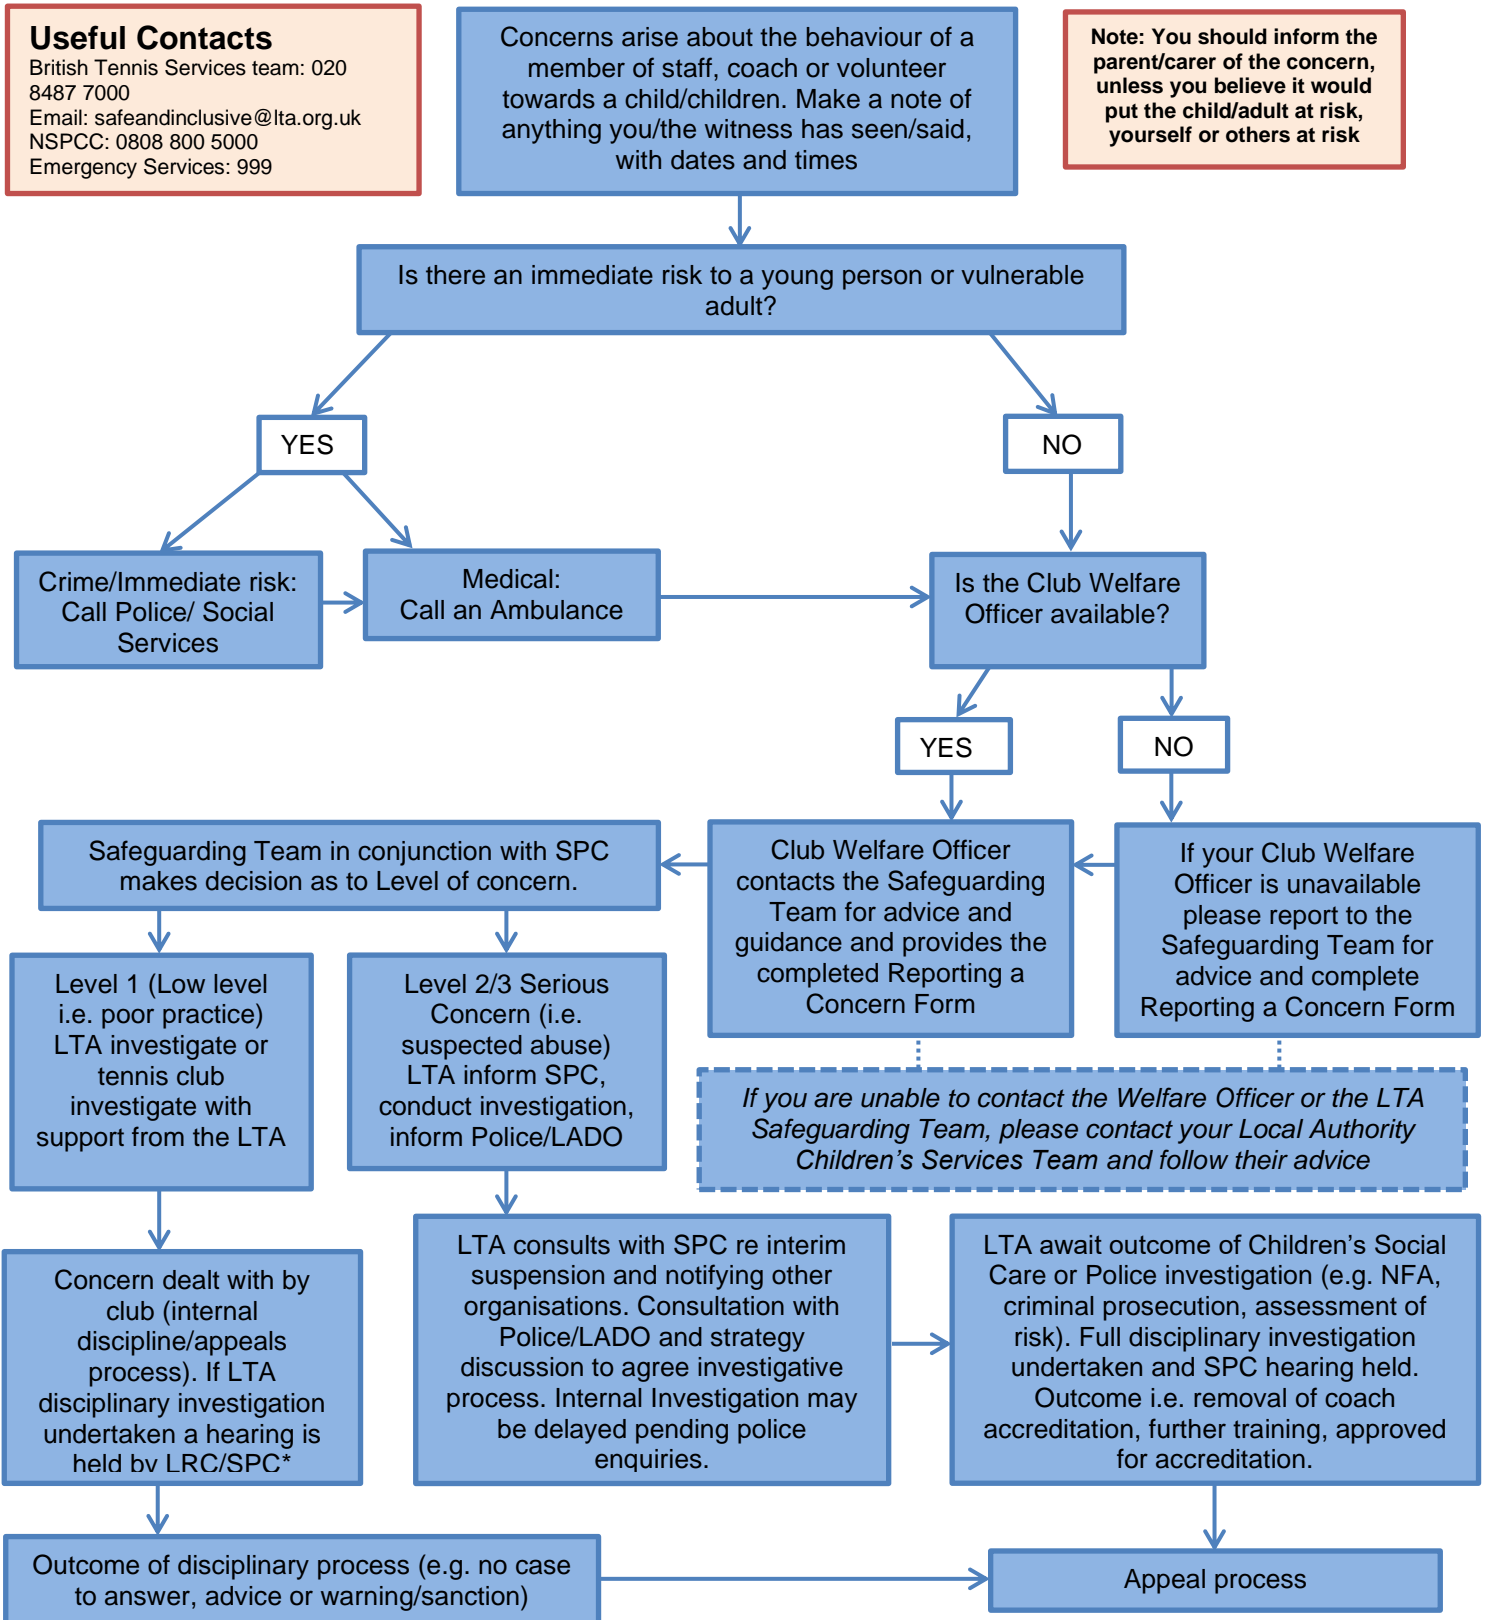 Useful Contacts
British Tennis Services team: 020
8487 7000
Email: safeandinclusive@lta.org.uk
NSPCC: 0808 800 5000
Emergency Services: 999
Concerns arise about the behaviour of a
member of staff, coach or volunteer
towards a child/children. Make a note of
anything you/the witness has seen/said,
with dates and times
Note: You should inform the
parent/carer of the concern,
unless you believe it would
put the child/adult at risk,
yourself or others at risk
Is there an immediate risk to a young person or vulnerable
adult?
YES
NO
Crime/Immediate risk:
Call Police/ Social
Services
Medical:
Call an Ambulance
Is the Club Welfare
Officer available?
YES
NO
Safeguarding Team in conjunction with SPC
makes decision as to Level of concern.
Club Welfare Officer
contacts the Safeguarding
Team for advice and
guidance and provides the
completed Reporting a
Concern Form
If your Club Welfare
Officer is unavailable
please report to the
Safeguarding Team for
advice and complete
Reporting a Concern Form
Level 1 (Low level
i.e. poor practice)
LTA investigate or
tennis club
investigate with
support from the LTA
Level 2/3 Serious
Concern (i.e.
suspected abuse)
LTA inform SPC,
conduct investigation,
inform Police/LADO
If you are unable to contact the Welfare Officer or the LTA
Safeguarding Team, please contact your Local Authority
Children's Services Team and follow their advice
Concern dealt with by
club (internal
discipline/appeals
process). If LTA
disciplinary investigation
undertaken a hearing is
held by LRC/SPC*
LTA consults with SPC re interim
suspension and notifying other
organisations. Consultation with
Police/LADO and strategy
discussion to agree investigative
process. Internal Investigation may
be delayed pending police
enquiries.
LTA await outcome of Children's Social
Care or Police investigation (e.g. NFA,
criminal prosecution, assessment of
risk). Full disciplinary investigation
undertaken and SPC hearing held.
Outcome i.e. removal of coach
accreditation, further training, approved
for accreditation.
Outcome of disciplinary process (e.g. no case
to answer, advice or warning/sanction)
Appeal process